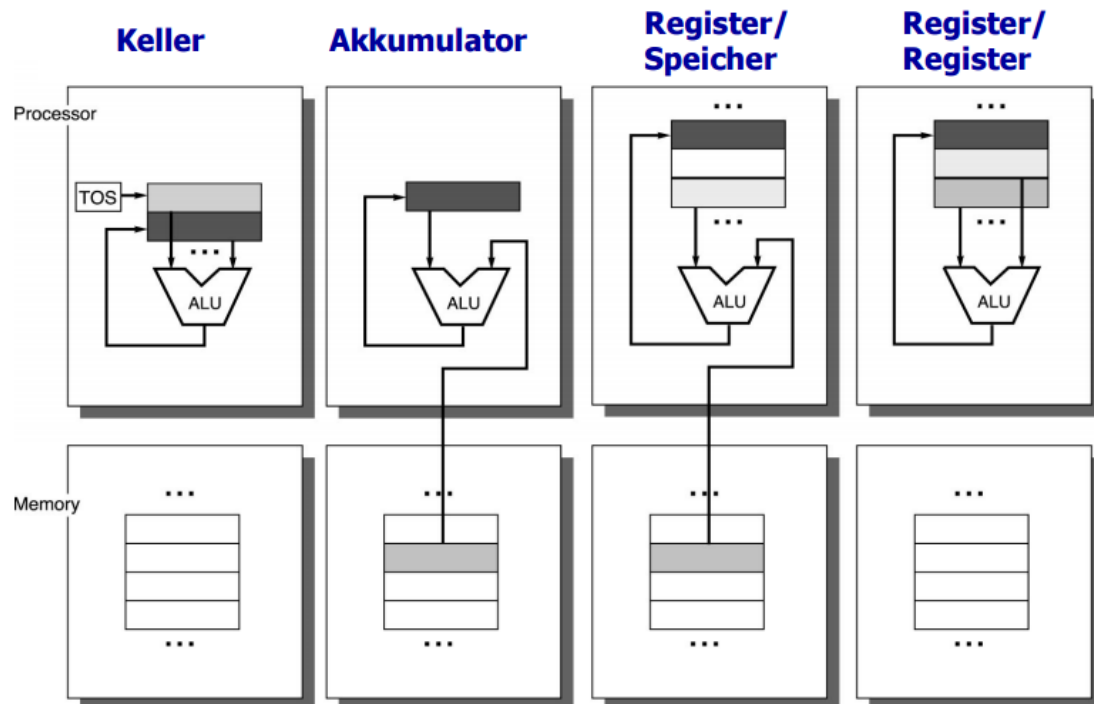 Keller
Akkumulator
Register/
Speicher
Register/
Register
Processor
...
...
TOS
...
...
...
ALU
ALU
ALU
ALU
Memory
...
...
...
...
...
...
...
...